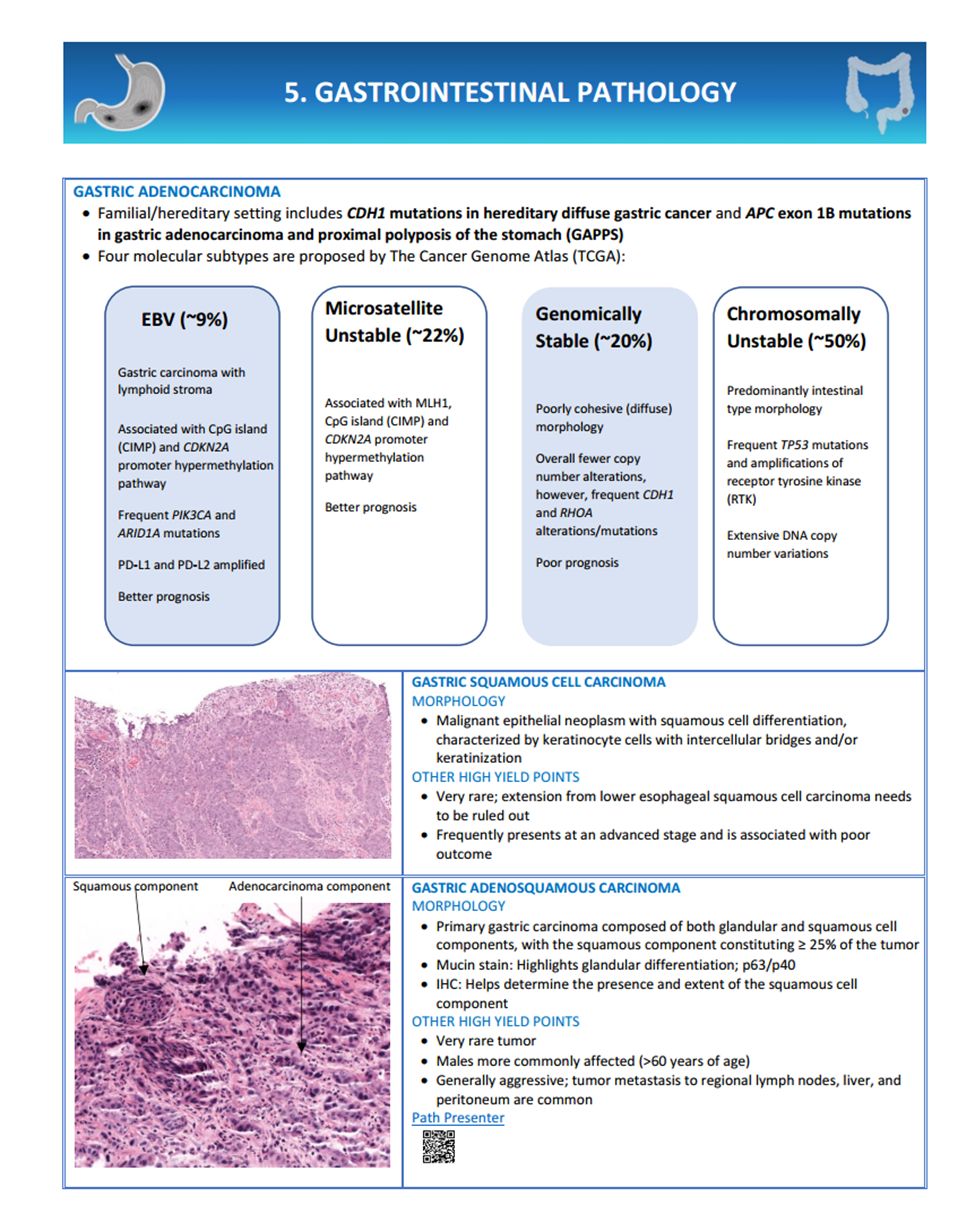 5. GASTROINTESTINAL PATHOLOGY
GASTRIC ADENOCARCINOMA
• Familial/hereditary setting includes CDH1 mutations in hereditary diffuse gastric cancer and APC exon 1B mutations
in gastric adenocarcinoma and proximal polyposis of the stomach (GAPPS)
• Four molecular subtypes are proposed by The Cancer Genome Atlas (TCGA):
EBV (~9%)
Gastric carcinoma with
lymphoid stroma
Associated with CpG island
(CIMP) and CDKN2A
promoter hypermethylation
pathway
Frequent PIK3CA and
ARID1A mutations
PD-L1 and PD-L2 amplified
Better prognosis
Microsatellite
Unstable (~22%)
Associated with MLH1,
CpG island (CIMP) and
CDKN2A promoter
hypermethylation
pathway
Better prognosis
Genomically
Stable (~20%)
Poorly cohesive (diffuse)
morphology
Overall fewer copy
number alterations,
however, frequent CDH1
and RHOA
alterations/mutations
Poor prognosis
Chromosomally
Unstable (~50%)
Predominantly intestinal
type morphology
Frequent TP53 mutations
and amplifications of
receptor tyrosine kinase
(RTK)
Extensive DNA copy
number variations
GASTRIC SQUAMOUS CELL CARCINOMA
MORPHOLOGY
• Malignant epithelial neoplasm with squamous cell differentiation,
characterized by keratinocyte cells with intercellular bridges and/or
keratinization
OTHER HIGH YIELD POINTS
• Very rare; extension from lower esophageal squamous cell carcinoma needs
to be ruled out
• Frequently presents at an advanced stage and is associated with poor
outcome
Squamous component
Adenocarcinoma component
GASTRIC ADENOSQUAMOUS CARCINOMA
MORPHOLOGY
• Primary gastric carcinoma composed of both glandular and squamous cell
components, with the squamous component constituting ≥ 25% of the tumor
• Mucin stain: Highlights glandular differentiation; p63/p40
• IHC: Helps determine the presence and extent of the squamous cell
component
OTHER HIGH YIELD POINTS
• Very rare tumor
• Males more commonly affected (>60 years of age)
• Generally aggressive; tumor metastasis to regional lymph nodes, liver, and
peritoneum are common
Path Presenter